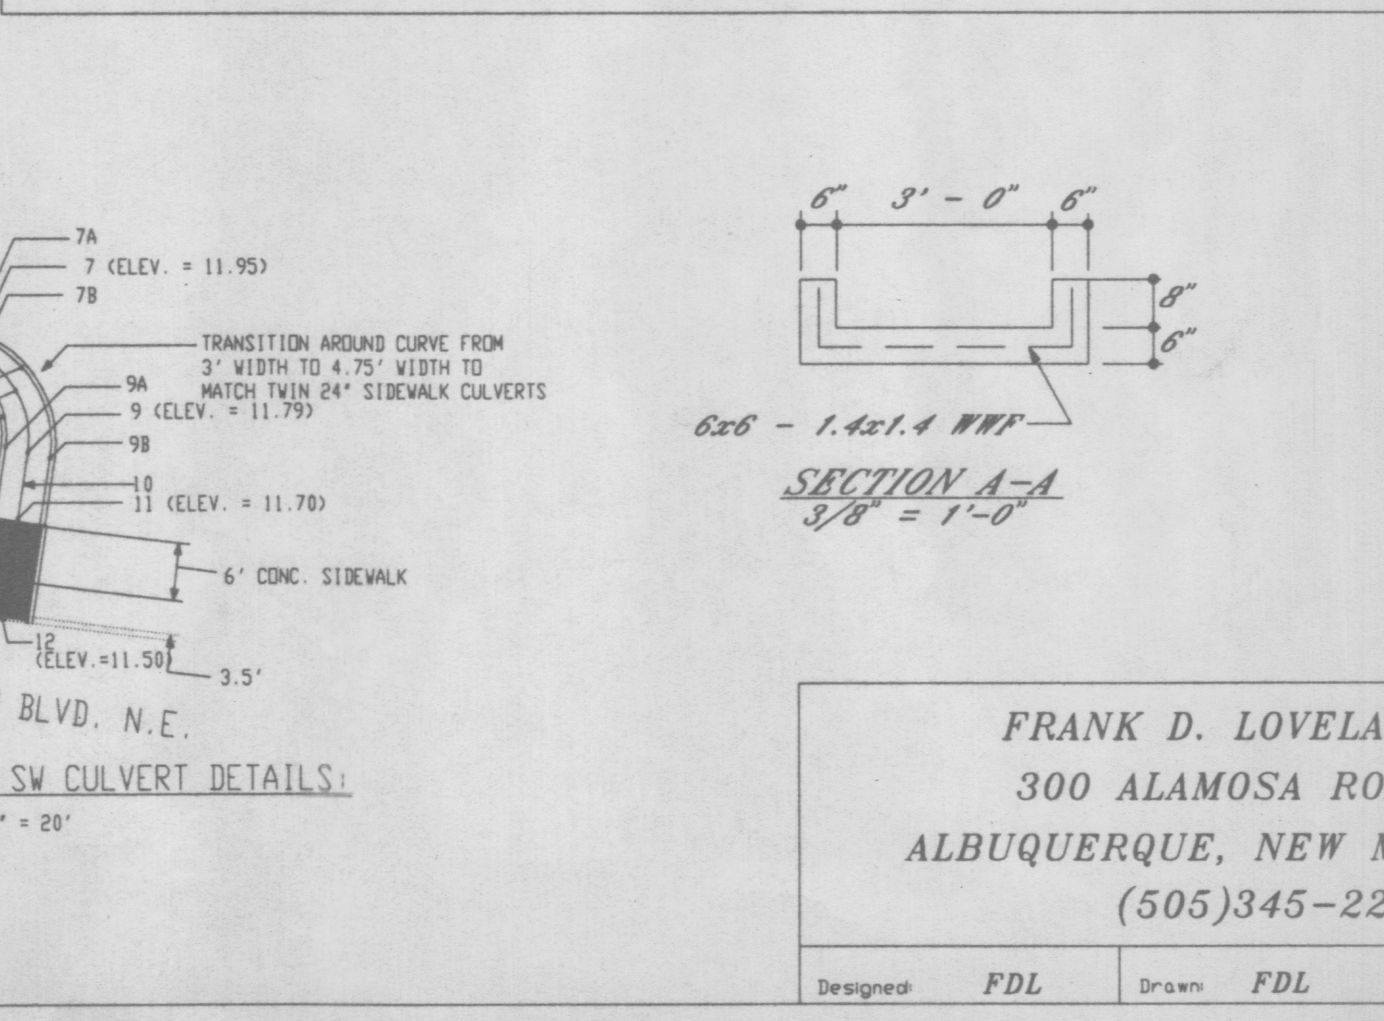 7A
7 (ELEV. = 11.95)
7B
TRANSITION AROUND CURVE FROM
3' WIDTH TO 4.75' WIDTH TO
MATCH TWIN 24" SIDEWALK CULVERTS
9A
9 (ELEV. = 11.79)
9B
10
11 (ELEV. = 11.70)
6' CONC. SIDEWALK
12
(ELEV.=11.50)
3.5'
BLVD. N.E.
SW CULVERT DETAILS:
" = 20'
6" 3' - 0" 6"
8"
6"
6x6 - 1.4x1.4 WWF
SECTION A-A
3/8" = 1'-0"
FRANK D. LOVELA
300 ALAMOSA RO
ALBUQUERQUE, NEW M
(505)345-22
Designed: FDL Drawn: FDL